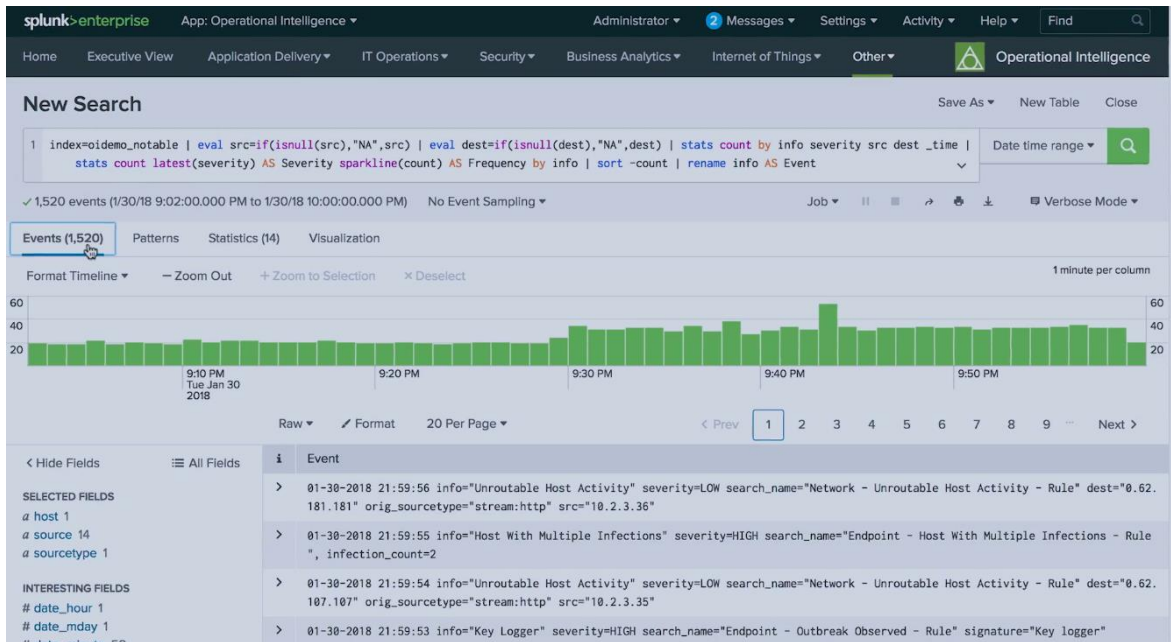 splunk>enterprise App: Operational Intelligence Administrator 2 Messages Settings Activity Help Find
Home Executive View Application Delivery IT Operations Security Business Analytics Internet of Things Other Operational Intelligence
New Search Save As New Table Close
1 index=oidemo_notable | eval src=if(isnull(src),"NA",src) | eval dest=if(isnull(dest),"NA",dest) | stats count by info severity src dest _time | Date time range
stats count latest(severity) AS Severity sparkline(count) AS Frequency by info | sort -count | rename info AS Event
1,520 events (1/30/18 9:02:00.000 PM to 1/30/18 10:00:00.000 PM) No Event Sampling Job Verbose Mode
Events (1,520) Patterns Statistics (14) Visualization
Format Timeline — Zoom Out + Zoom to Selection × Deselect 1 minute per column
60 60
40 40
20 20
9:10 PM 9:20 PM 9:30 PM 9:40 PM 9:50 PM
Tue Jan 30
2018
Raw Format 20 Per Page < Prev 1 2 3 4 5 6 7 8 9 ... Next >
< Hide Fields All Fields i Event
SELECTED FIELDS
a host 1
a source 14
a sourcetype 1
INTERESTING FIELDS
# date_hour 1
# date_mday 1
> 01-30-2018 21:59:56 info="Unroutable Host Activity" severity=LOW search_name="Network - Unroutable Host Activity - Rule" dest="0.62.
181.181" orig_sourcetype="stream:http" src="10.2.3.36"
> 01-30-2018 21:59:55 info="Host With Multiple Infections" severity=HIGH search_name="Endpoint - Host With Multiple Infections - Rule
", infection_count=2
> 01-30-2018 21:59:54 info="Unroutable Host Activity" severity=LOW search_name="Network - Unroutable Host Activity - Rule" dest="0.62.
107.107" orig_sourcetype="stream:http" src="10.2.3.35"
> 01-30-2018 21:59:53 info="Key Logger" severity=HIGH search_name="Endpoint - Outbreak Observed - Rule" signature="Key logger"